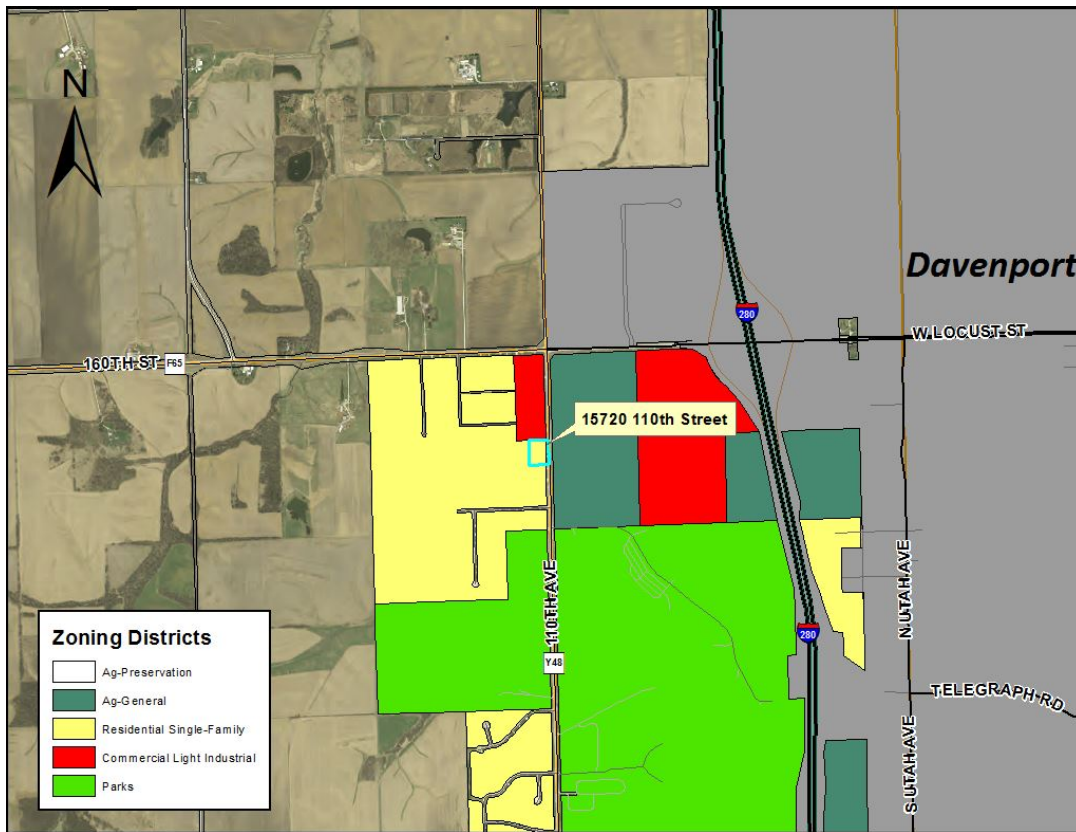 N
Davenport
280
W LOCUST ST
160TH ST
F65
15720 110th Street
110TH AVE
Y48
N UTAH AVE
280
TELEGRAPH RD
S UTAH AVE
Zoning Districts
Ag-Preservation
Ag-General
Residential Single-Family
Commercial Light Industrial
Parks